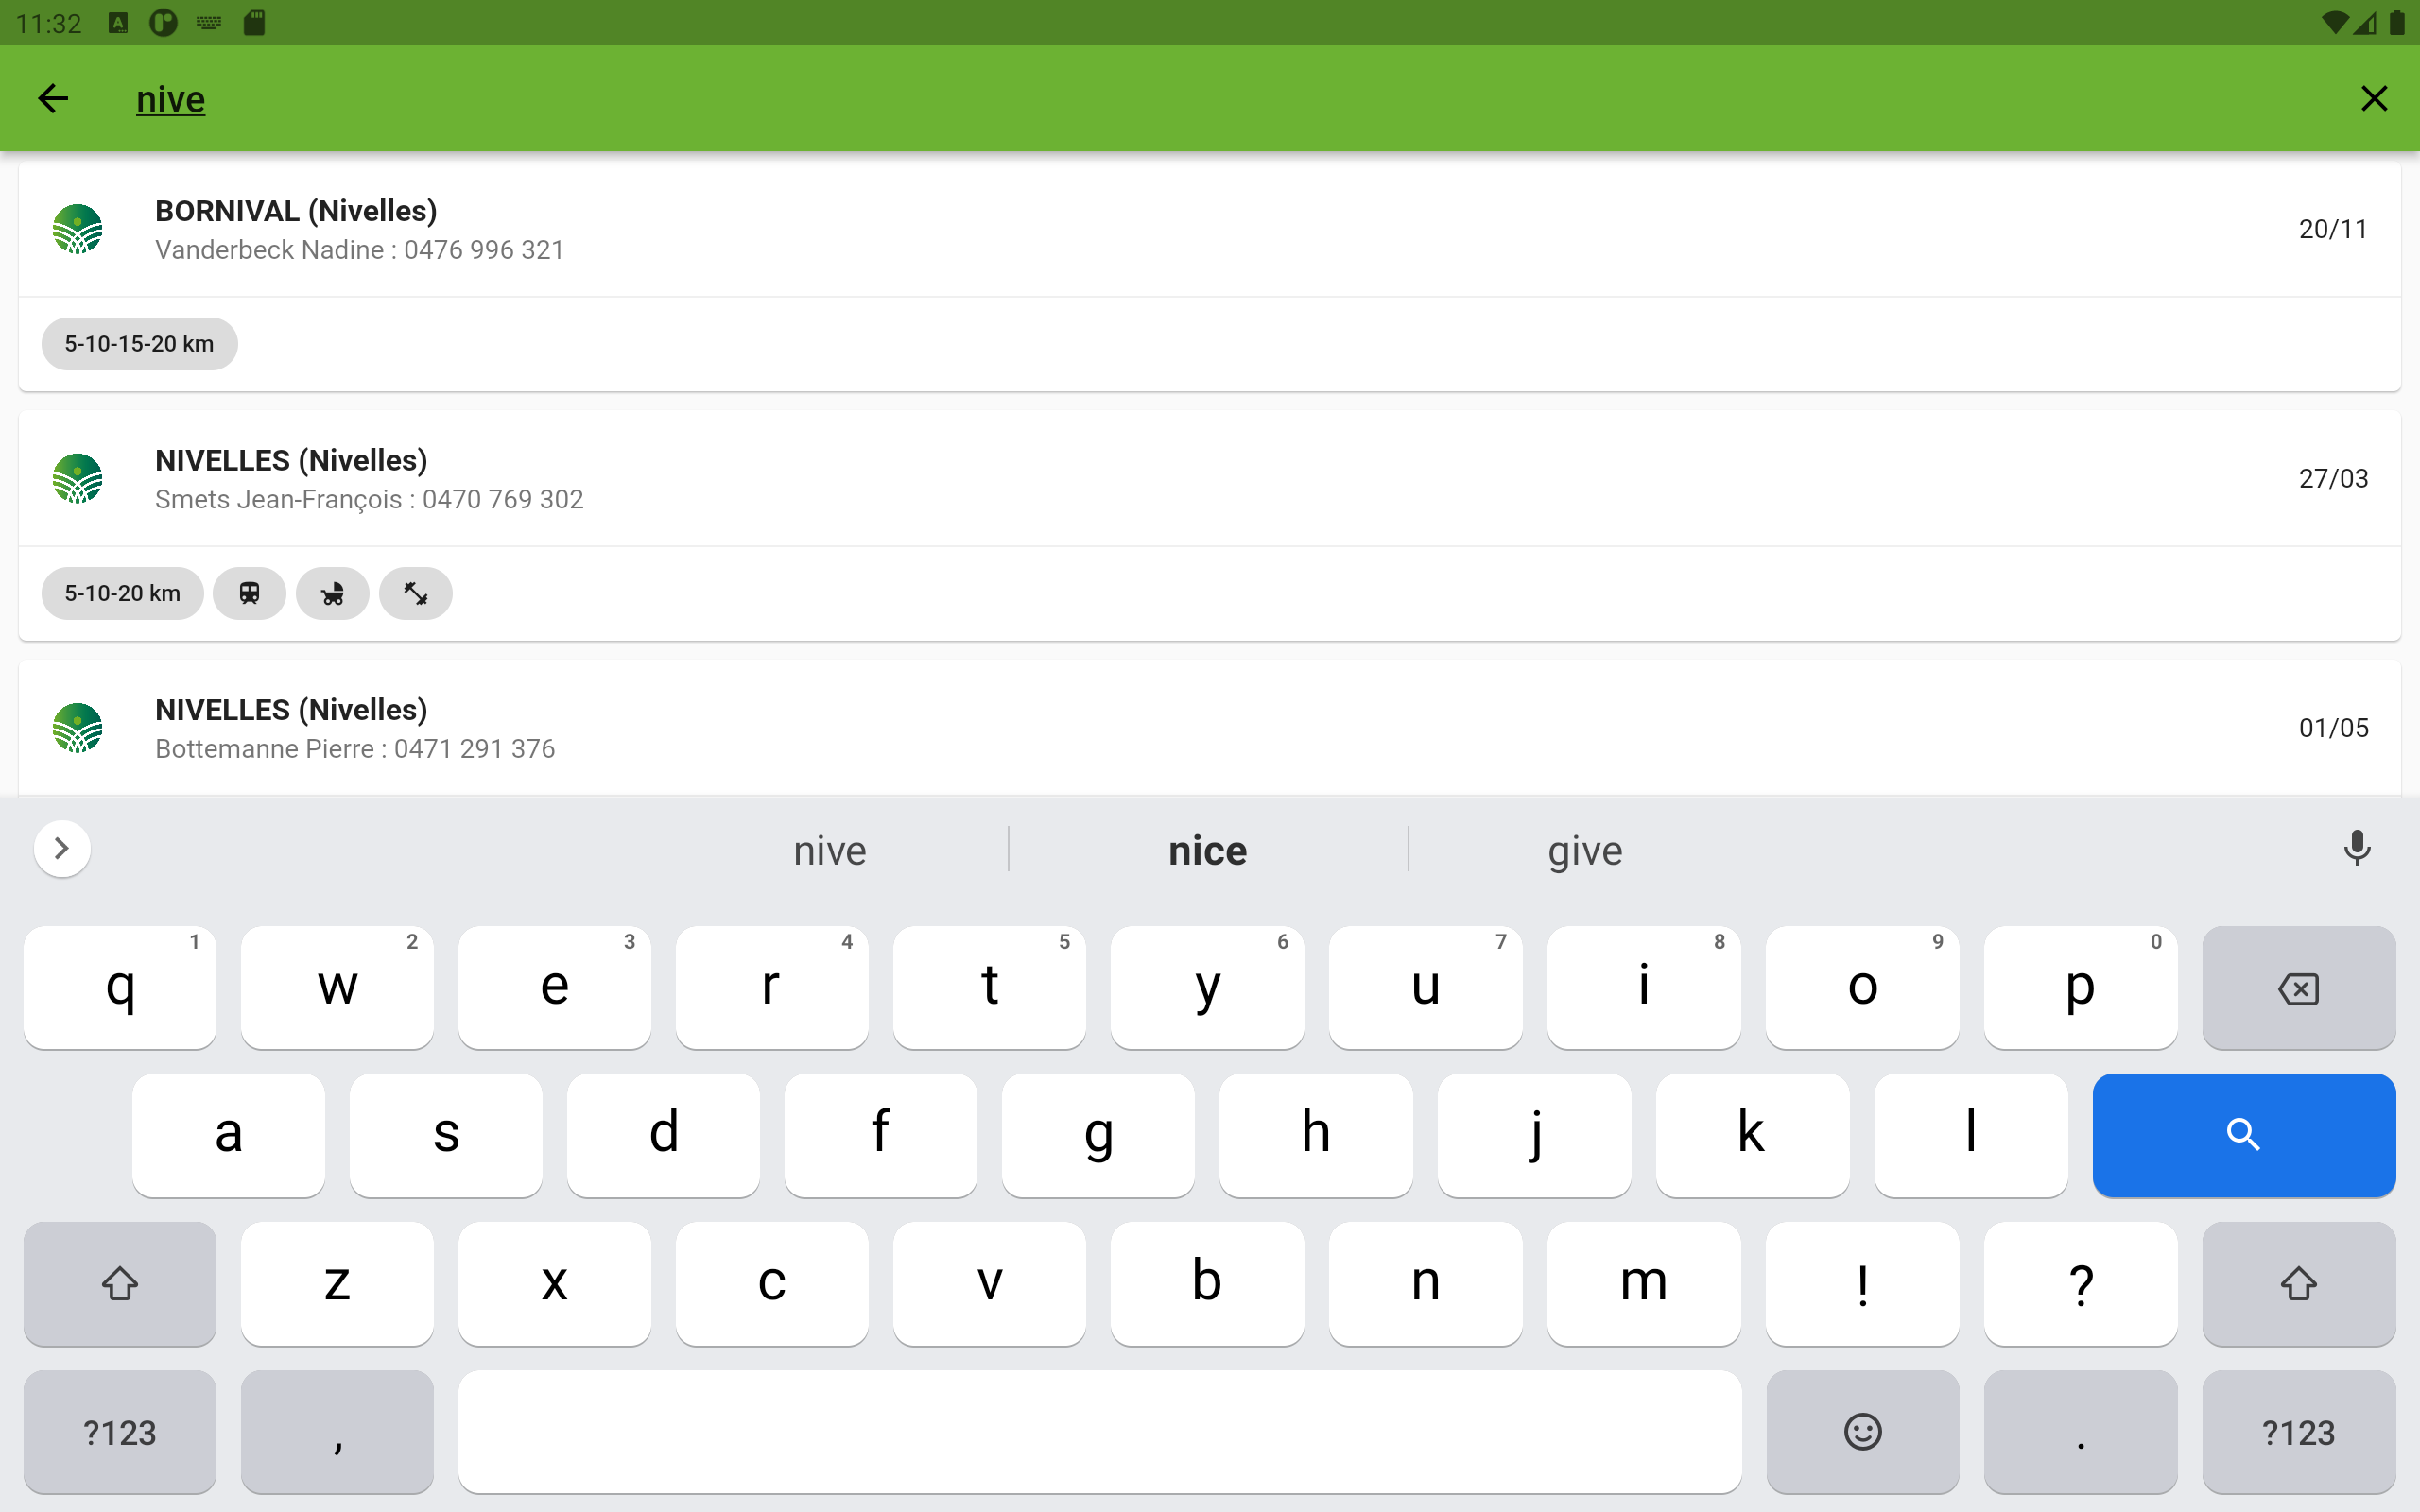 11:32
nive
BORNIVAL (Nivelles)
Vanderbeck Nadine : 0476 996 321
20/11
5-10-15-20 km
NIVELLES (Nivelles)
Smets Jean-François : 0470 769 302
27/03
5-10-20 km
NIVELLES (Nivelles)
Bottemanne Pierre : 0471 291 376
01/05
nive nice give
q 1 w 2 e 3 r 4 t 5 y 6 u 7 i 8 o 9 p 0
a s d f g h j k l
z x c v b n m ! ?
?123 , . ?123